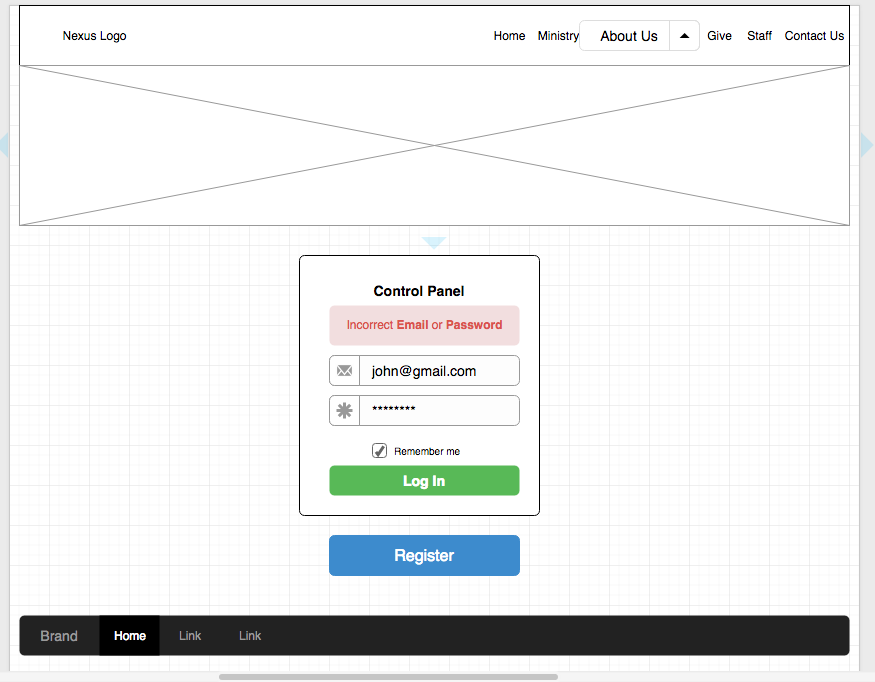 Nexus Logo Home Ministry About Us Give Staff Contact Us
Control Panel
Incorrect Email or Password
john@gmail.com
********
Remember me
Log In
Register
Brand Home Link Link